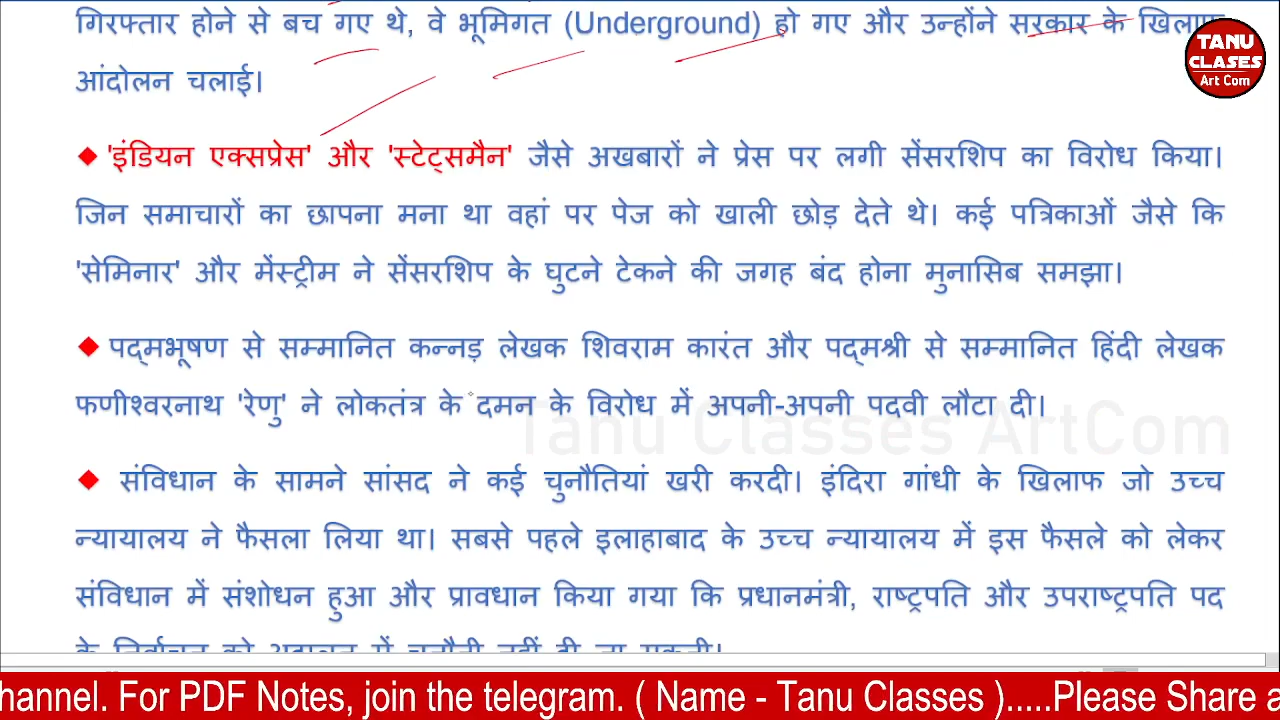 गिरफ्तार होने से बच गए थे, वे भूमिगत (Underground) हो गए और उन्होंने सरकार के खिलाफ
आंदोलन चलाई।
TANU
CLASES
Art Com
◆ 'इंडियन एक्सप्रेस' और 'स्टेट्समैन' जैसे अखबारों ने प्रेस पर लगी सेंसरशिप का विरोध किया।
जिन समाचारों का छापना मना था वहां पर पेज को खाली छोड़ देते थे। कई पत्रिकाओं जैसे कि
'सेमिनार' और मेंस्ट्रीम ने सेंसरशिप के घुटने टेकने की जगह बंद होना मुनासिब समझा।
◆ पद्मभूषण से सम्मानित कन्नड़ लेखक शिवराम कारंत और पद्मश्री से सम्मानित हिंदी लेखक
फणीश्वरनाथ 'रेणु' ने लोकतंत्र के दमन के विरोध में अपनी-अपनी पदवी लौटा दी।
Tanu Classes ArtCom
◆ संविधान के सामने सांसद ने कई चुनौतियां खरी करदी। इंदिरा गांधी के खिलाफ जो उच्च
न्यायालय ने फैसला लिया था। सबसे पहले इलाहाबाद के उच्च न्यायालय में इस फैसले को लेकर
संविधान में संशोधन हुआ और प्रावधान किया गया कि प्रधानमंत्री, राष्ट्रपति और उपराष्ट्रपति पद
के निर्वाचन को अदालत में चुनौती नहीं दी जा सकती।
hannel. For PDF Notes, join the telegram. ( Name - Tanu Classes ).....Please Share a